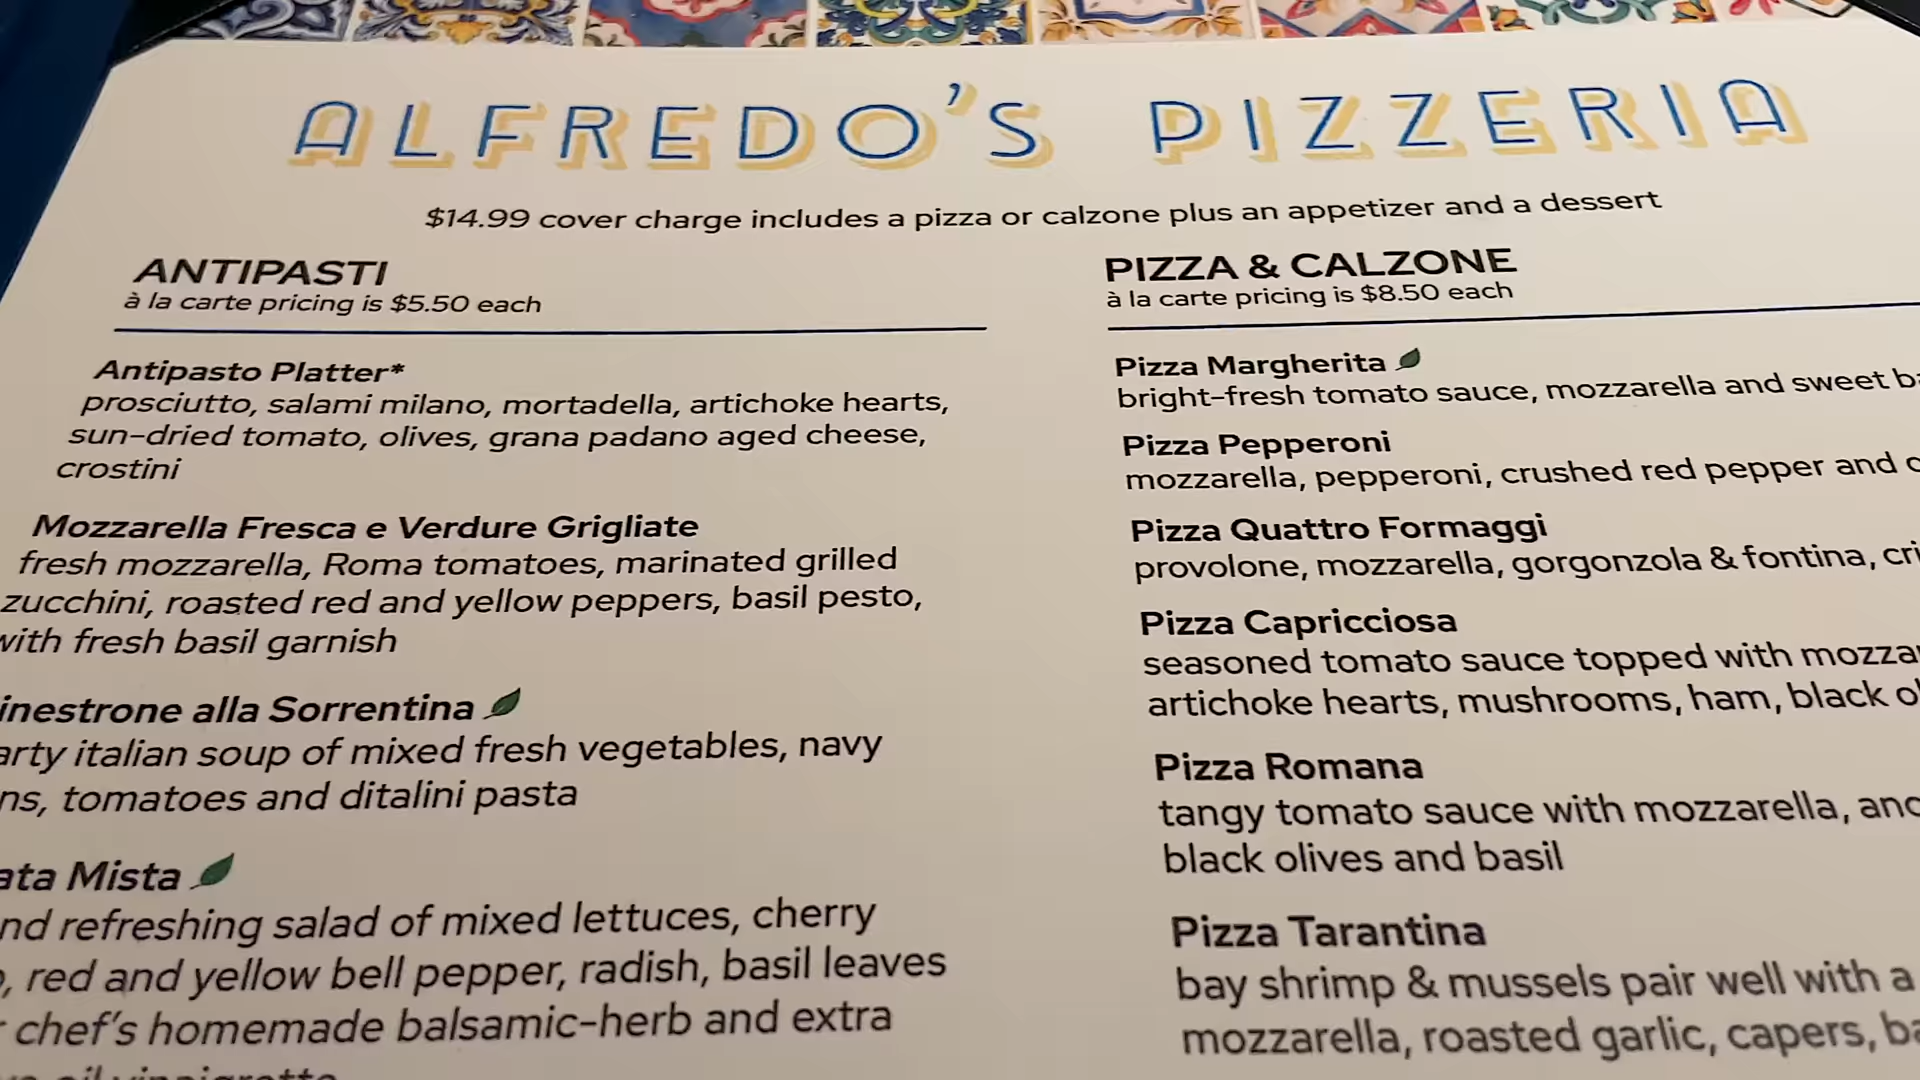 ALFREDO'S PIZZERIA
$14.99 cover charge includes a pizza or calzone plus an appetizer and a dessert
ANTIPASTI
à la carte pricing is $5.50 each
Antipasto Platter*
prosciutto, salami milano, mortadella, artichoke hearts,
sun-dried tomato, olives, grana padano aged cheese,
crostini
Mozzarella Fresca e Verdure Grigliate
fresh mozzarella, Roma tomatoes, marinated grilled
zucchini, roasted red and yellow peppers, basil pesto,
with fresh basil garnish
alla Sorrentina
italian soup of mixed fresh vegetables, navy
tomatoes and ditalini pasta
Mista
refreshing salad of mixed lettuces, cherry
red and yellow bell pepper, radish, basil leaves
chef's homemade balsamic-herb and extra
PIZZA & CALZONE
à la carte pricing is $8.50 each
Pizza Margherita
bright-fresh tomato sauce, mozzarella and sweet
Pizza Pepperoni
mozzarella, pepperoni, crushed red pepper and
Pizza Quattro Formaggi
provolone, mozzarella, gorgonzola & fontina,
Pizza Capricciosa
seasoned tomato sauce topped with
artichoke hearts, mushrooms, ham, black
Pizza Romana
tangy tomato sauce with mozzarella,
black olives and basil
Pizza Tarantina
bay shrimp & mussels pair well with a
mozzarella, roasted garlic, capers,